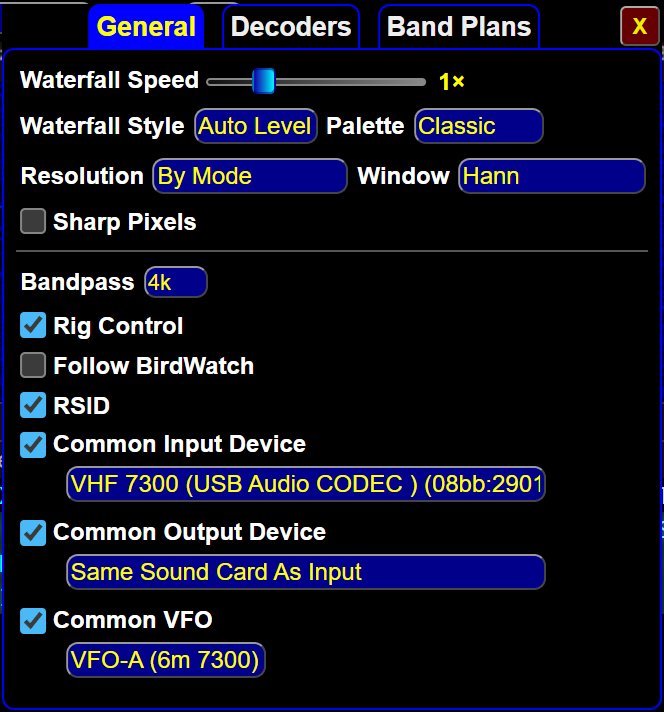 General Decoders Band Plans X
Waterfall Speed 1×
Waterfall Style Auto Level Palette Classic
Resolution By Mode Window Hann
Sharp Pixels
Bandpass 4k
Rig Control
Follow BirdWatch
RSID
Common Input Device
VHF 7300 (USB Audio CODEC ) (08bb:2901
Common Output Device
Same Sound Card As Input
Common VFO
VFO-A (6m 7300)